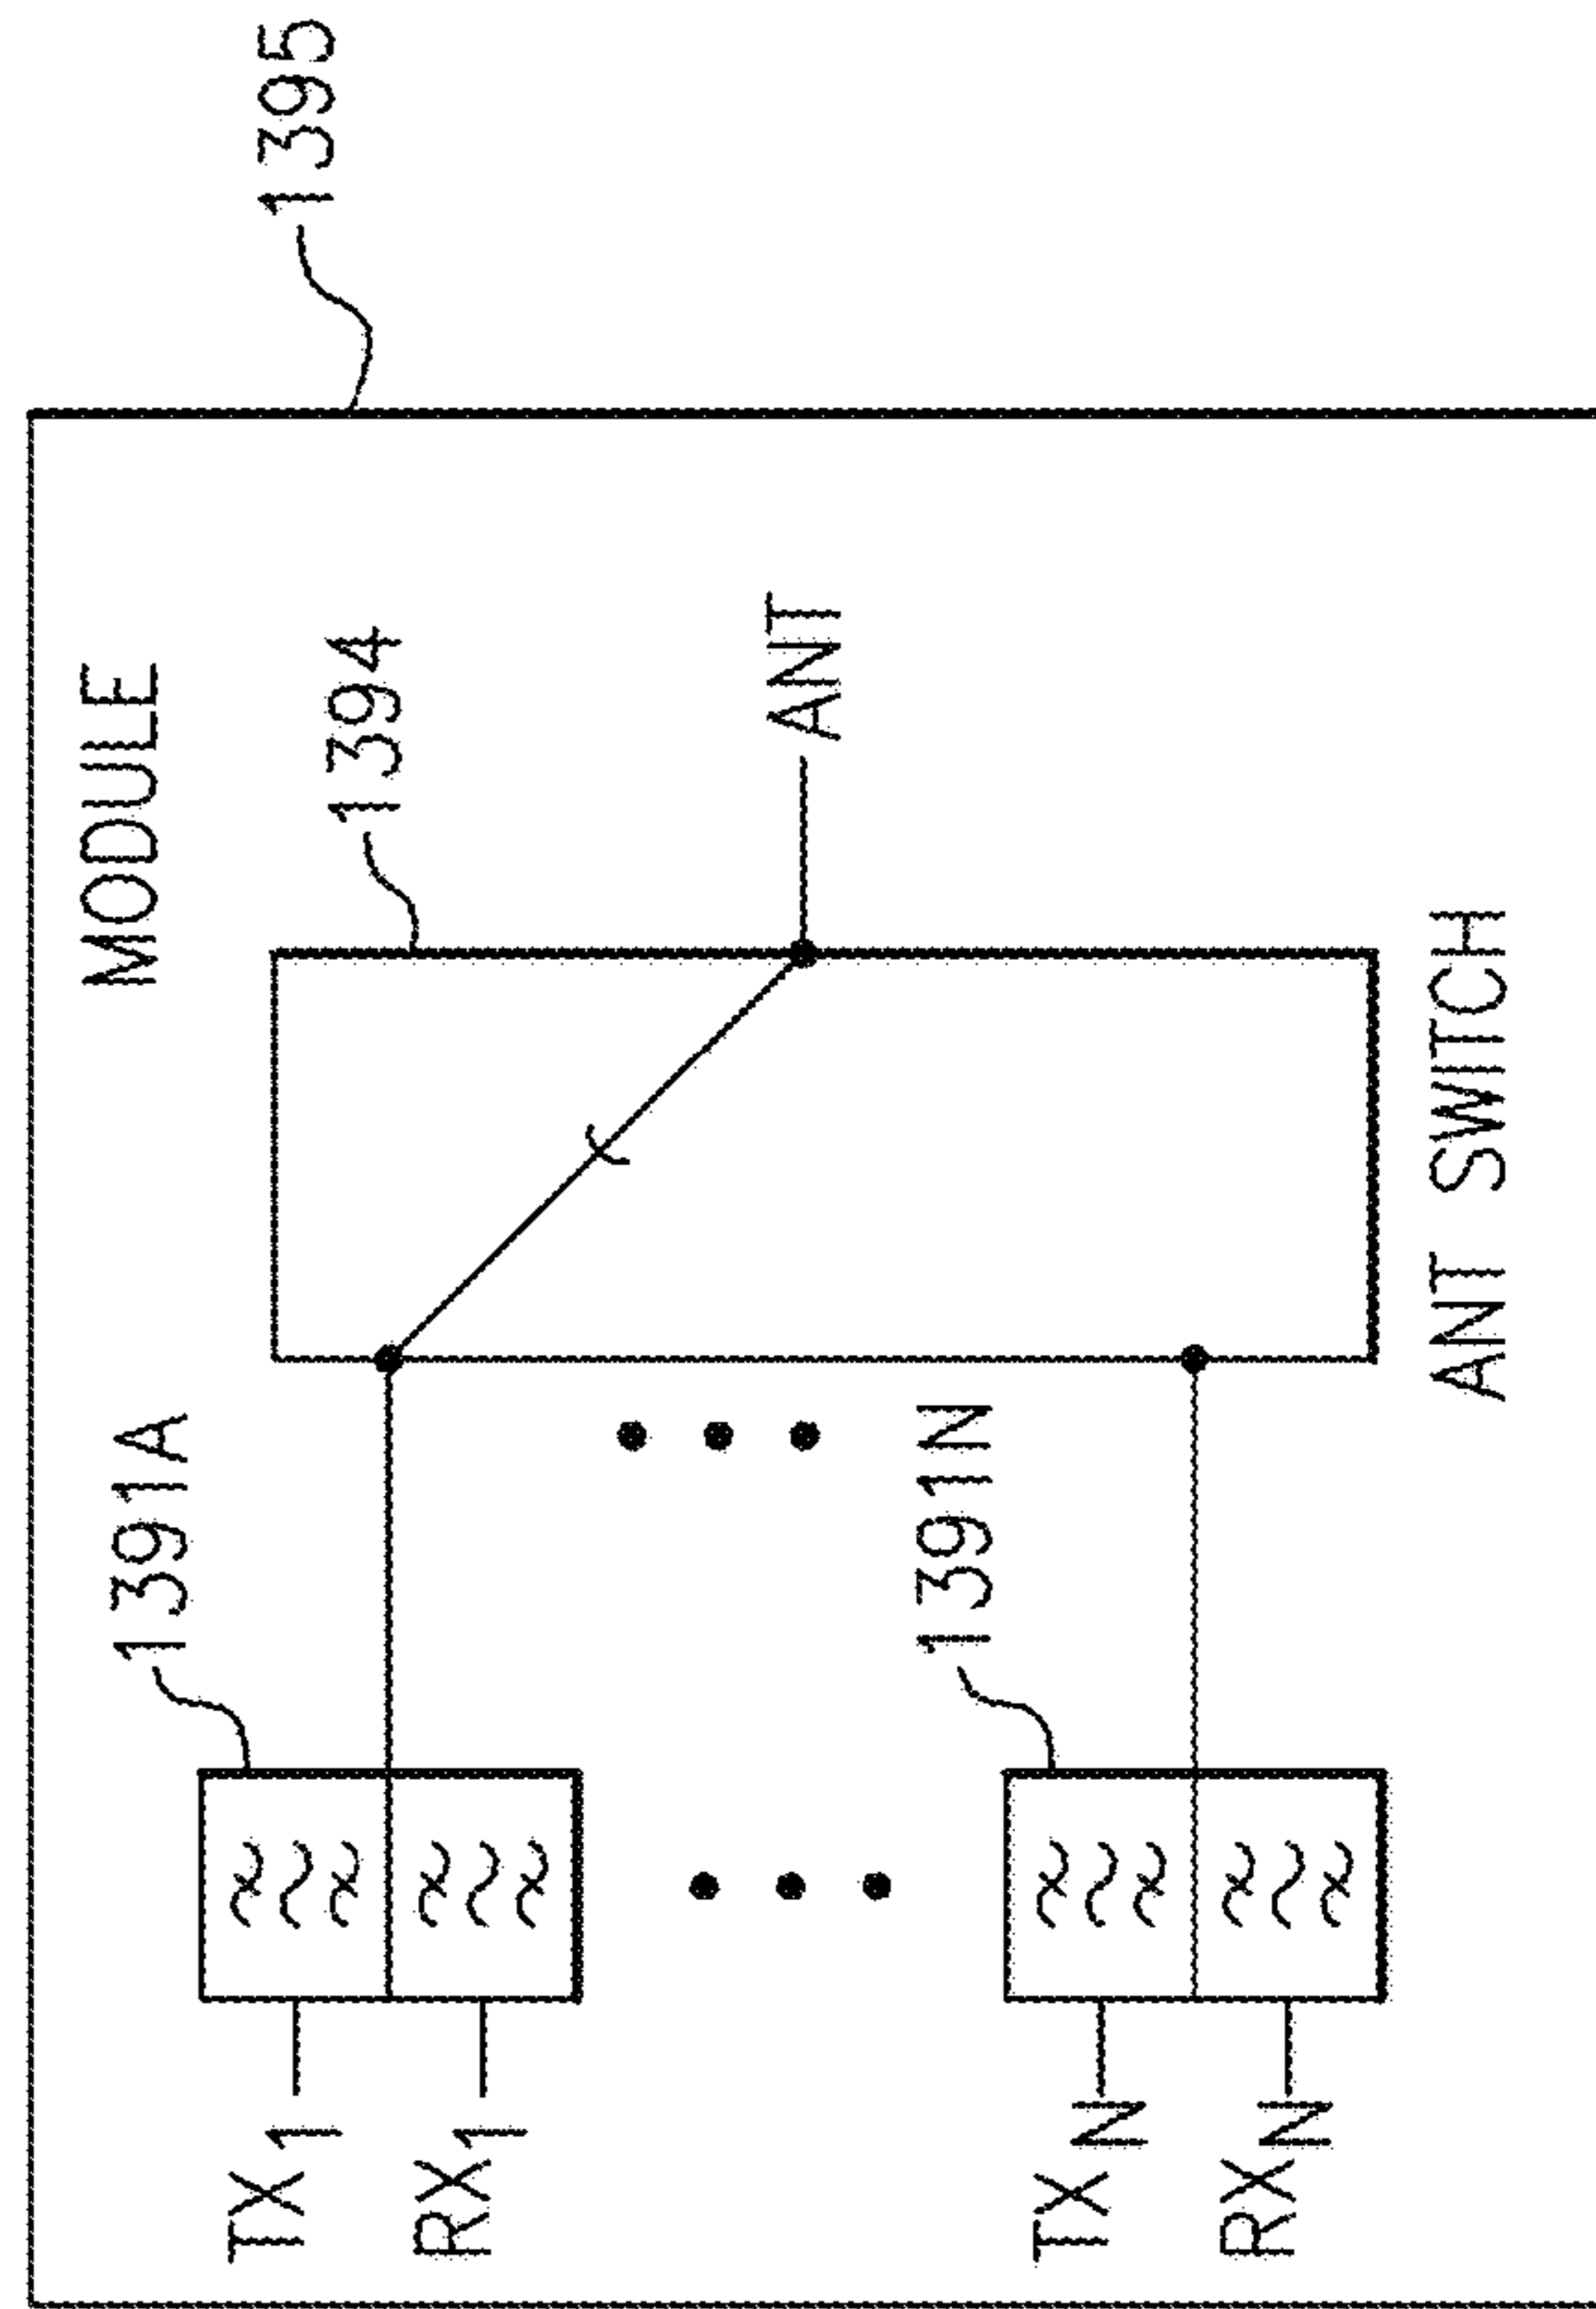 1395
MODULE
1394
1391A
TX1
RX1
ANT
1391N
TXN
RXN
ANT SWITCH